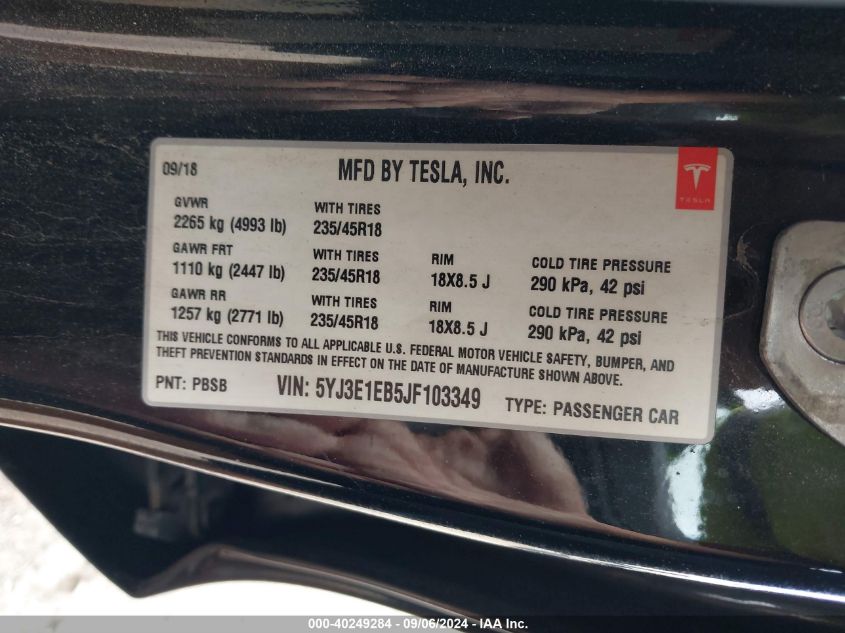 09/18 MFD BY TESLA, INC.
TESLA
GVWR WITH TIRES
2265 kg (4993 lb) 235/45R18
GAWR FRT WITH TIRES RIM COLD TIRE PRESSURE
1110 kg (2447 lb) 235/45R18 18X8.5 J 290 kPa, 42 psi
GAWR RR WITH TIRES RIM COLD TIRE PRESSURE
1257 kg (2771 lb) 235/45R18 18X8.5 J 290 kPa, 42 psi
THIS VEHICLE CONFORMS TO ALL APPLICABLE U.S. FEDERAL MOTOR VEHICLE SAFETY, BUMPER, AND
THEFT PREVENTION STANDARDS IN EFFECT ON THE DATE OF MANUFACTURE SHOWN ABOVE.
PNT: PBSB VIN: 5YJ3E1EB5JF103349 TYPE: PASSENGER CAR
000-40249284 - 09/06/2024 - IAA Inc.